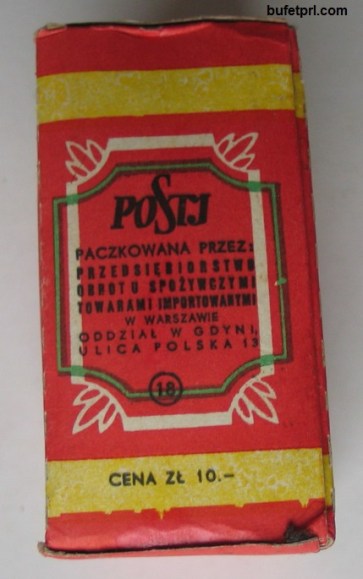 bufetprl.com
POSTI
PACZKOWANA PRZEZ:
PRZEDSIĘBIORSTWO
OBROTU SPOŻYWCZYMI
TOWARAMI IMPORTOWANYMI
W WARSZAWIE
ODDZIAŁ W GDYNI,
ULICA POLSKA 13
18
CENA ZŁ 10.-